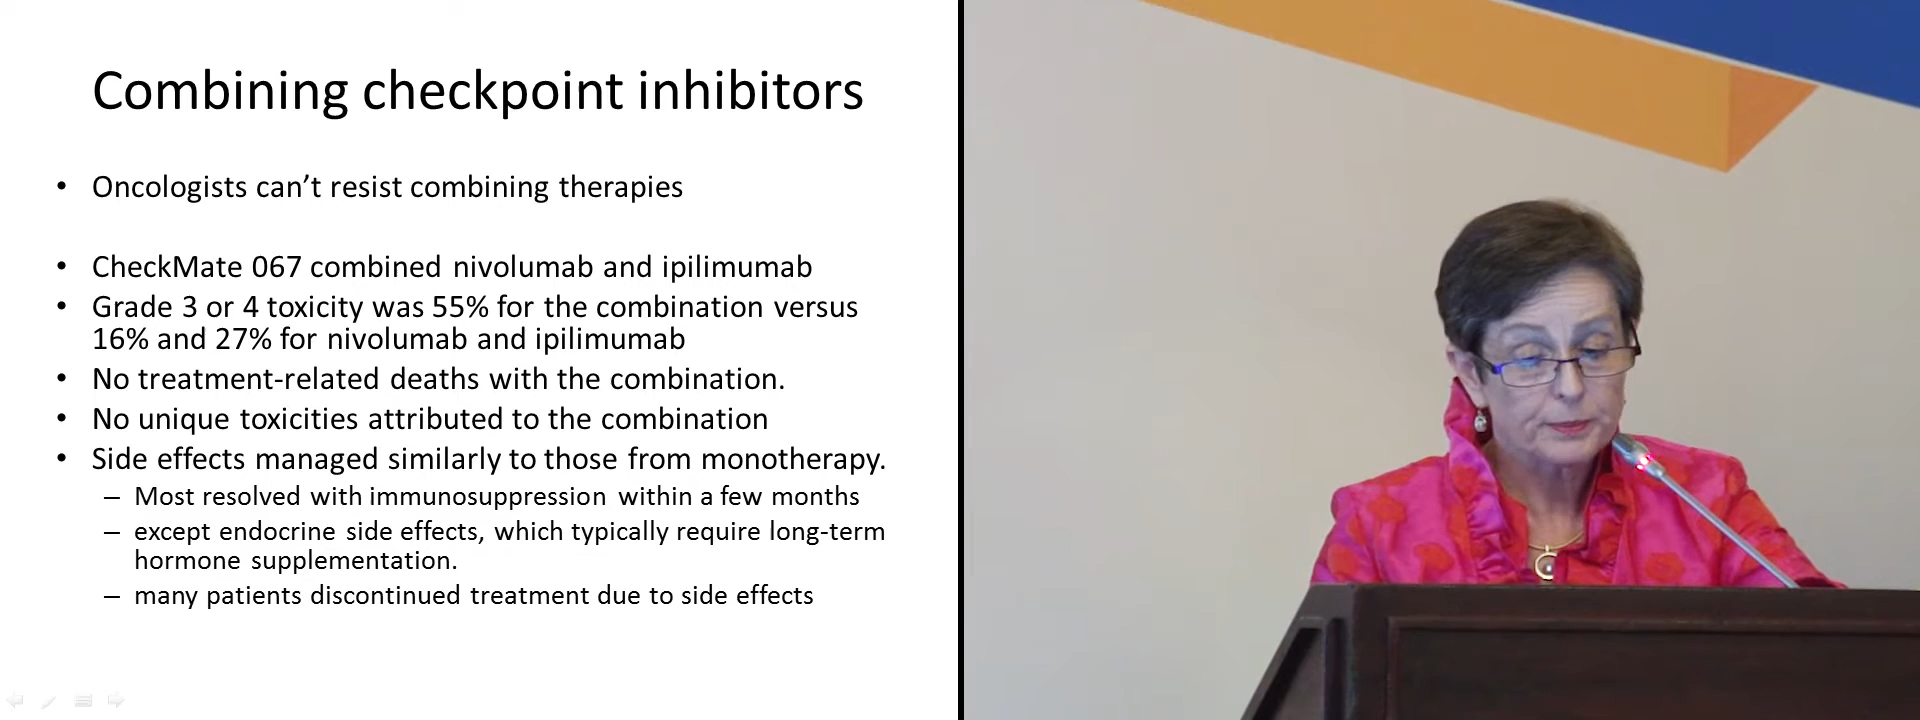 Combining checkpoint inhibitors
• Oncologists can’t resist combining therapies
• CheckMate 067 combined nivolumab and ipilimumab
• Grade 3 or 4 toxicity was 55% for the combination versus
16% and 27% for nivolumab and ipilimumab
• No treatment-related deaths with the combination.
• No unique toxicities attributed to the combination
• Side effects managed similarly to those from monotherapy.
– Most resolved with immunosuppression within a few months
– except endocrine side effects, which typically require long-term
hormone supplementation.
– many patients discontinued treatment due to side effects